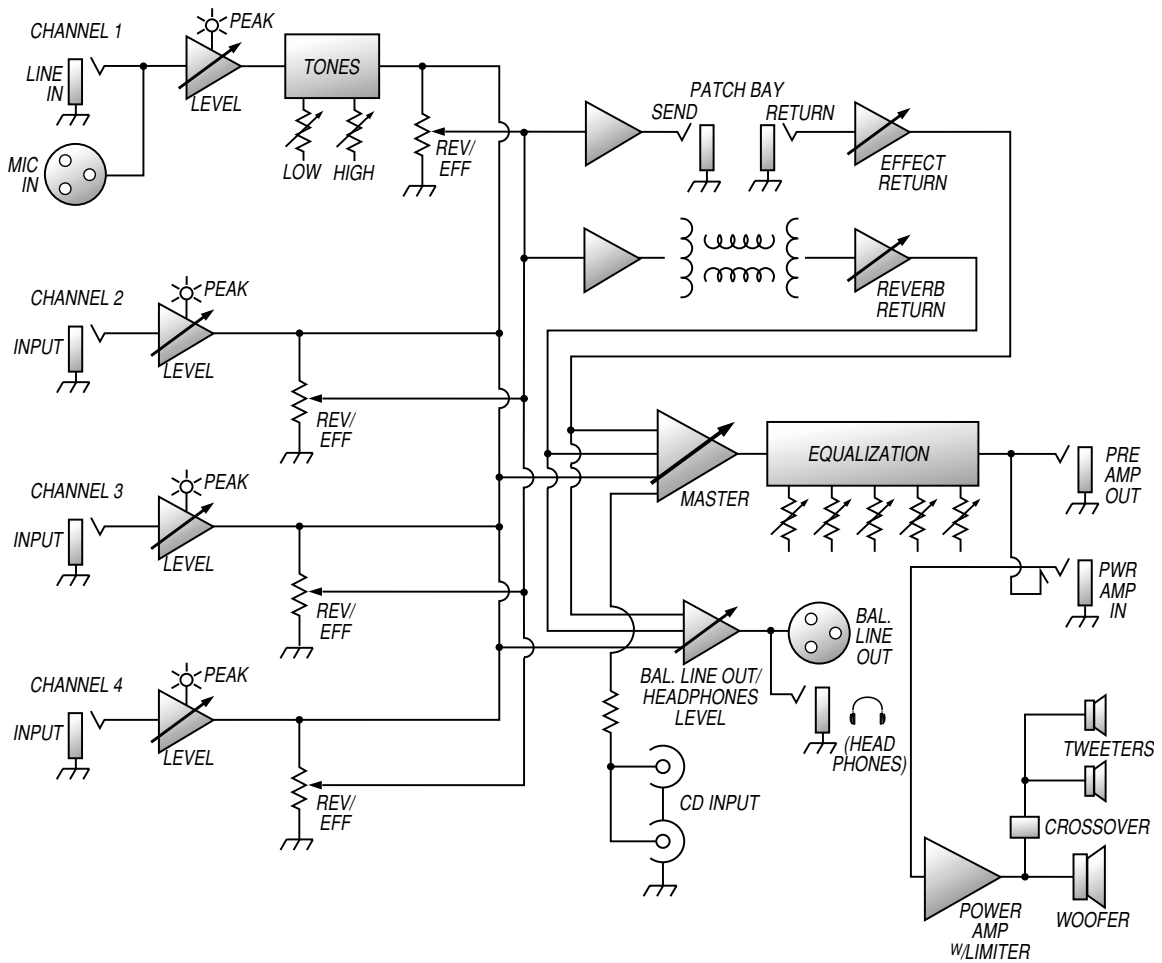 CHANNEL 1
PEAK
LINE
IN
LEVEL
TONES
LOW
HIGH
MIC
IN
REV/
EFF
PATCH BAY
SEND
RETURN
EFFECT
RETURN
REVERB
RETURN
CHANNEL 2
PEAK
INPUT
LEVEL
REV/
EFF
MASTER
EQUALIZATION
PRE
AMP
OUT
CHANNEL 3
PEAK
INPUT
LEVEL
REV/
EFF
PWR
AMP
IN
BAL.
LINE
OUT
BAL. LINE OUT/
HEADPHONES
LEVEL
(HEAD
PHONES)
CHANNEL 4
PEAK
INPUT
LEVEL
REV/
EFF
CD INPUT
TWEETERS
CROSSOVER
WOOFER
POWER
AMP
W/LIMITER